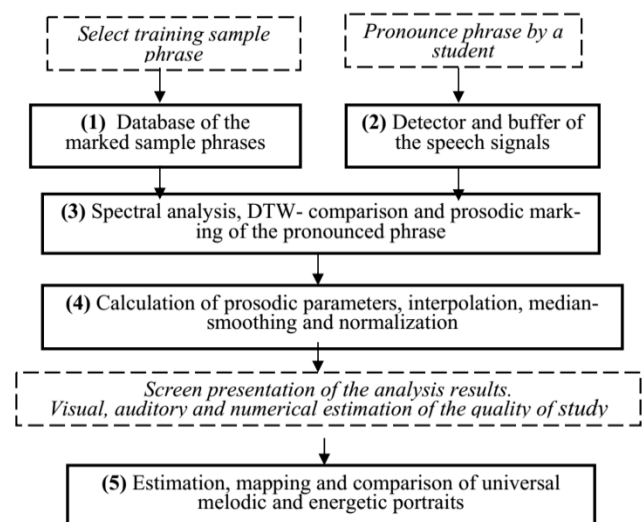 Select training sample
phrase
Pronounce phrase by a
student
(1) Database of the
marked sample phrases
(2) Detector and buffer of
the speech signals
(3) Spectral analysis, DTW- comparison and prosodic mark-
ing of the pronounced phrase
(4) Calculation of prosodic parameters, interpolation, median-
smoothing and normalization
Screen presentation of the analysis results.
Visual, auditory and numerical estimation of the quality of study
(5) Estimation, mapping and comparison of universal
melodic and energetic portraits